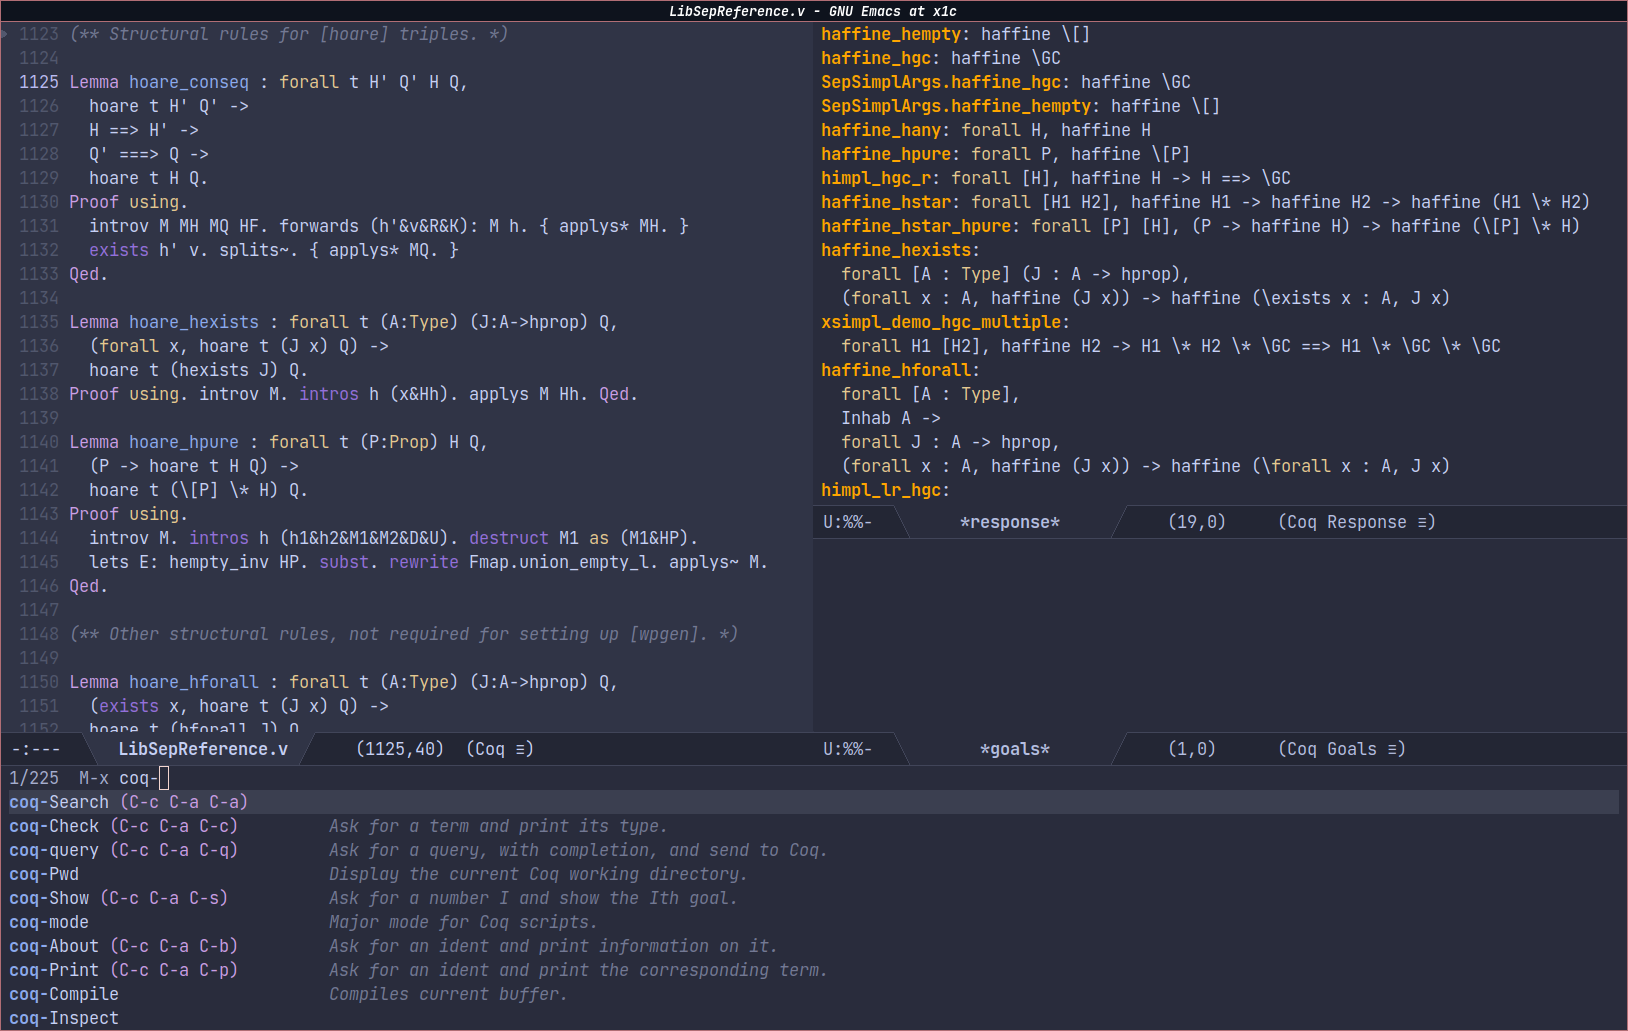 LibSepReference.v - GNU Emacs at x1c
1123 (** Structural rules for [hoare] triples. *)
1124
1125 Lemma hoare_conseq : forall t H' Q' H Q,
1126   hoare t H' Q' ->
1127   H ==> H' ->
1128   Q' ===> Q ->
1129   hoare t H Q.
1130 Proof using.
1131   introv M MH MQ HF. forwards (h'&v&R&K): M h. { applys* MH. }
1132   exists h' v. splits~. { applys* MQ. }
1133 Qed.
1134
1135 Lemma hoare_hexists : forall t (A:Type) (J:A->hprop) Q,
1136   (forall x, hoare t (J x) Q) ->
1137   hoare t (hexists J) Q.
1138 Proof using. introv M. intros h (x&Hh). applys M Hh. Qed.
1139
1140 Lemma hoare_hpure : forall t (P:Prop) H Q,
1141   (P -> hoare t H Q) ->
1142   hoare t (\[P] \* H) Q.
1143 Proof using.
1144   introv M. intros h (h1&h2&M1&M2&D&U). destruct M1 as (M1&HP).
1145   lets E: hempty_inv HP. subst. rewrite Fmap.union_empty_l. applys~ M.
1146 Qed.
1147
1148 (** Other structural rules, not required for setting up [wpgen]. *)
1149
1150 Lemma hoare_hforall : forall t (A:Type) (J:A->hprop) Q,
1151   (exists x, hoare t (J x) Q) ->
1152   hoare t (hforall J) Q.
-:---  LibSepReference.v  (1125,40)  (Coq ≡)
haffine_hempty: haffine \[]
haffine_hgc: haffine \GC
SepSimplArgs.haffine_hgc: haffine \GC
SepSimplArgs.haffine_hempty: haffine \[]
haffine_hany: forall H, haffine H
haffine_hpure: forall P, haffine \[P]
himpl_hgc_r: forall [H], haffine H -> H ==> \GC
haffine_hstar: forall [H1 H2], haffine H1 -> haffine H2 -> haffine (H1 \* H2)
haffine_hstar_hpure: forall [P] [H], (P -> haffine H) -> haffine (\[P] \* H)
haffine_hexists:
  forall [A : Type] (J : A -> hprop),
  (forall x : A, haffine (J x)) -> haffine (\exists x : A, J x)
xsimpl_demo_hgc_multiple:
  forall H1 [H2], haffine H2 -> H1 \* H2 \* \GC ==> H1 \* \GC \* \GC
haffine_hforall:
  forall [A : Type],
  Inhab A ->
  forall J : A -> hprop,
  (forall x : A, haffine (J x)) -> haffine (\forall x : A, J x)
himpl_lr_hgc:
U:%%-  *response*  (19,0)  (Coq Response ≡)
U:%%-  *goals*  (1,0)  (Coq Goals ≡)
1/225  M-x coq-
coq-Search (C-c C-a C-a)
coq-Check (C-c C-a C-c)  Ask for a term and print its type.
coq-query (C-c C-a C-q)  Ask for a query, with completion, and send to Coq.
coq-Pwd  Display the current Coq working directory.
coq-Show (C-c C-a C-s)  Ask for a number I and show the Ith goal.
coq-mode  Major mode for Coq scripts.
coq-About (C-c C-a C-b)  Ask for an ident and print information on it.
coq-Print (C-c C-a C-p)  Ask for an ident and print the corresponding term.
coq-Compile  Compiles current buffer.
coq-Inspect